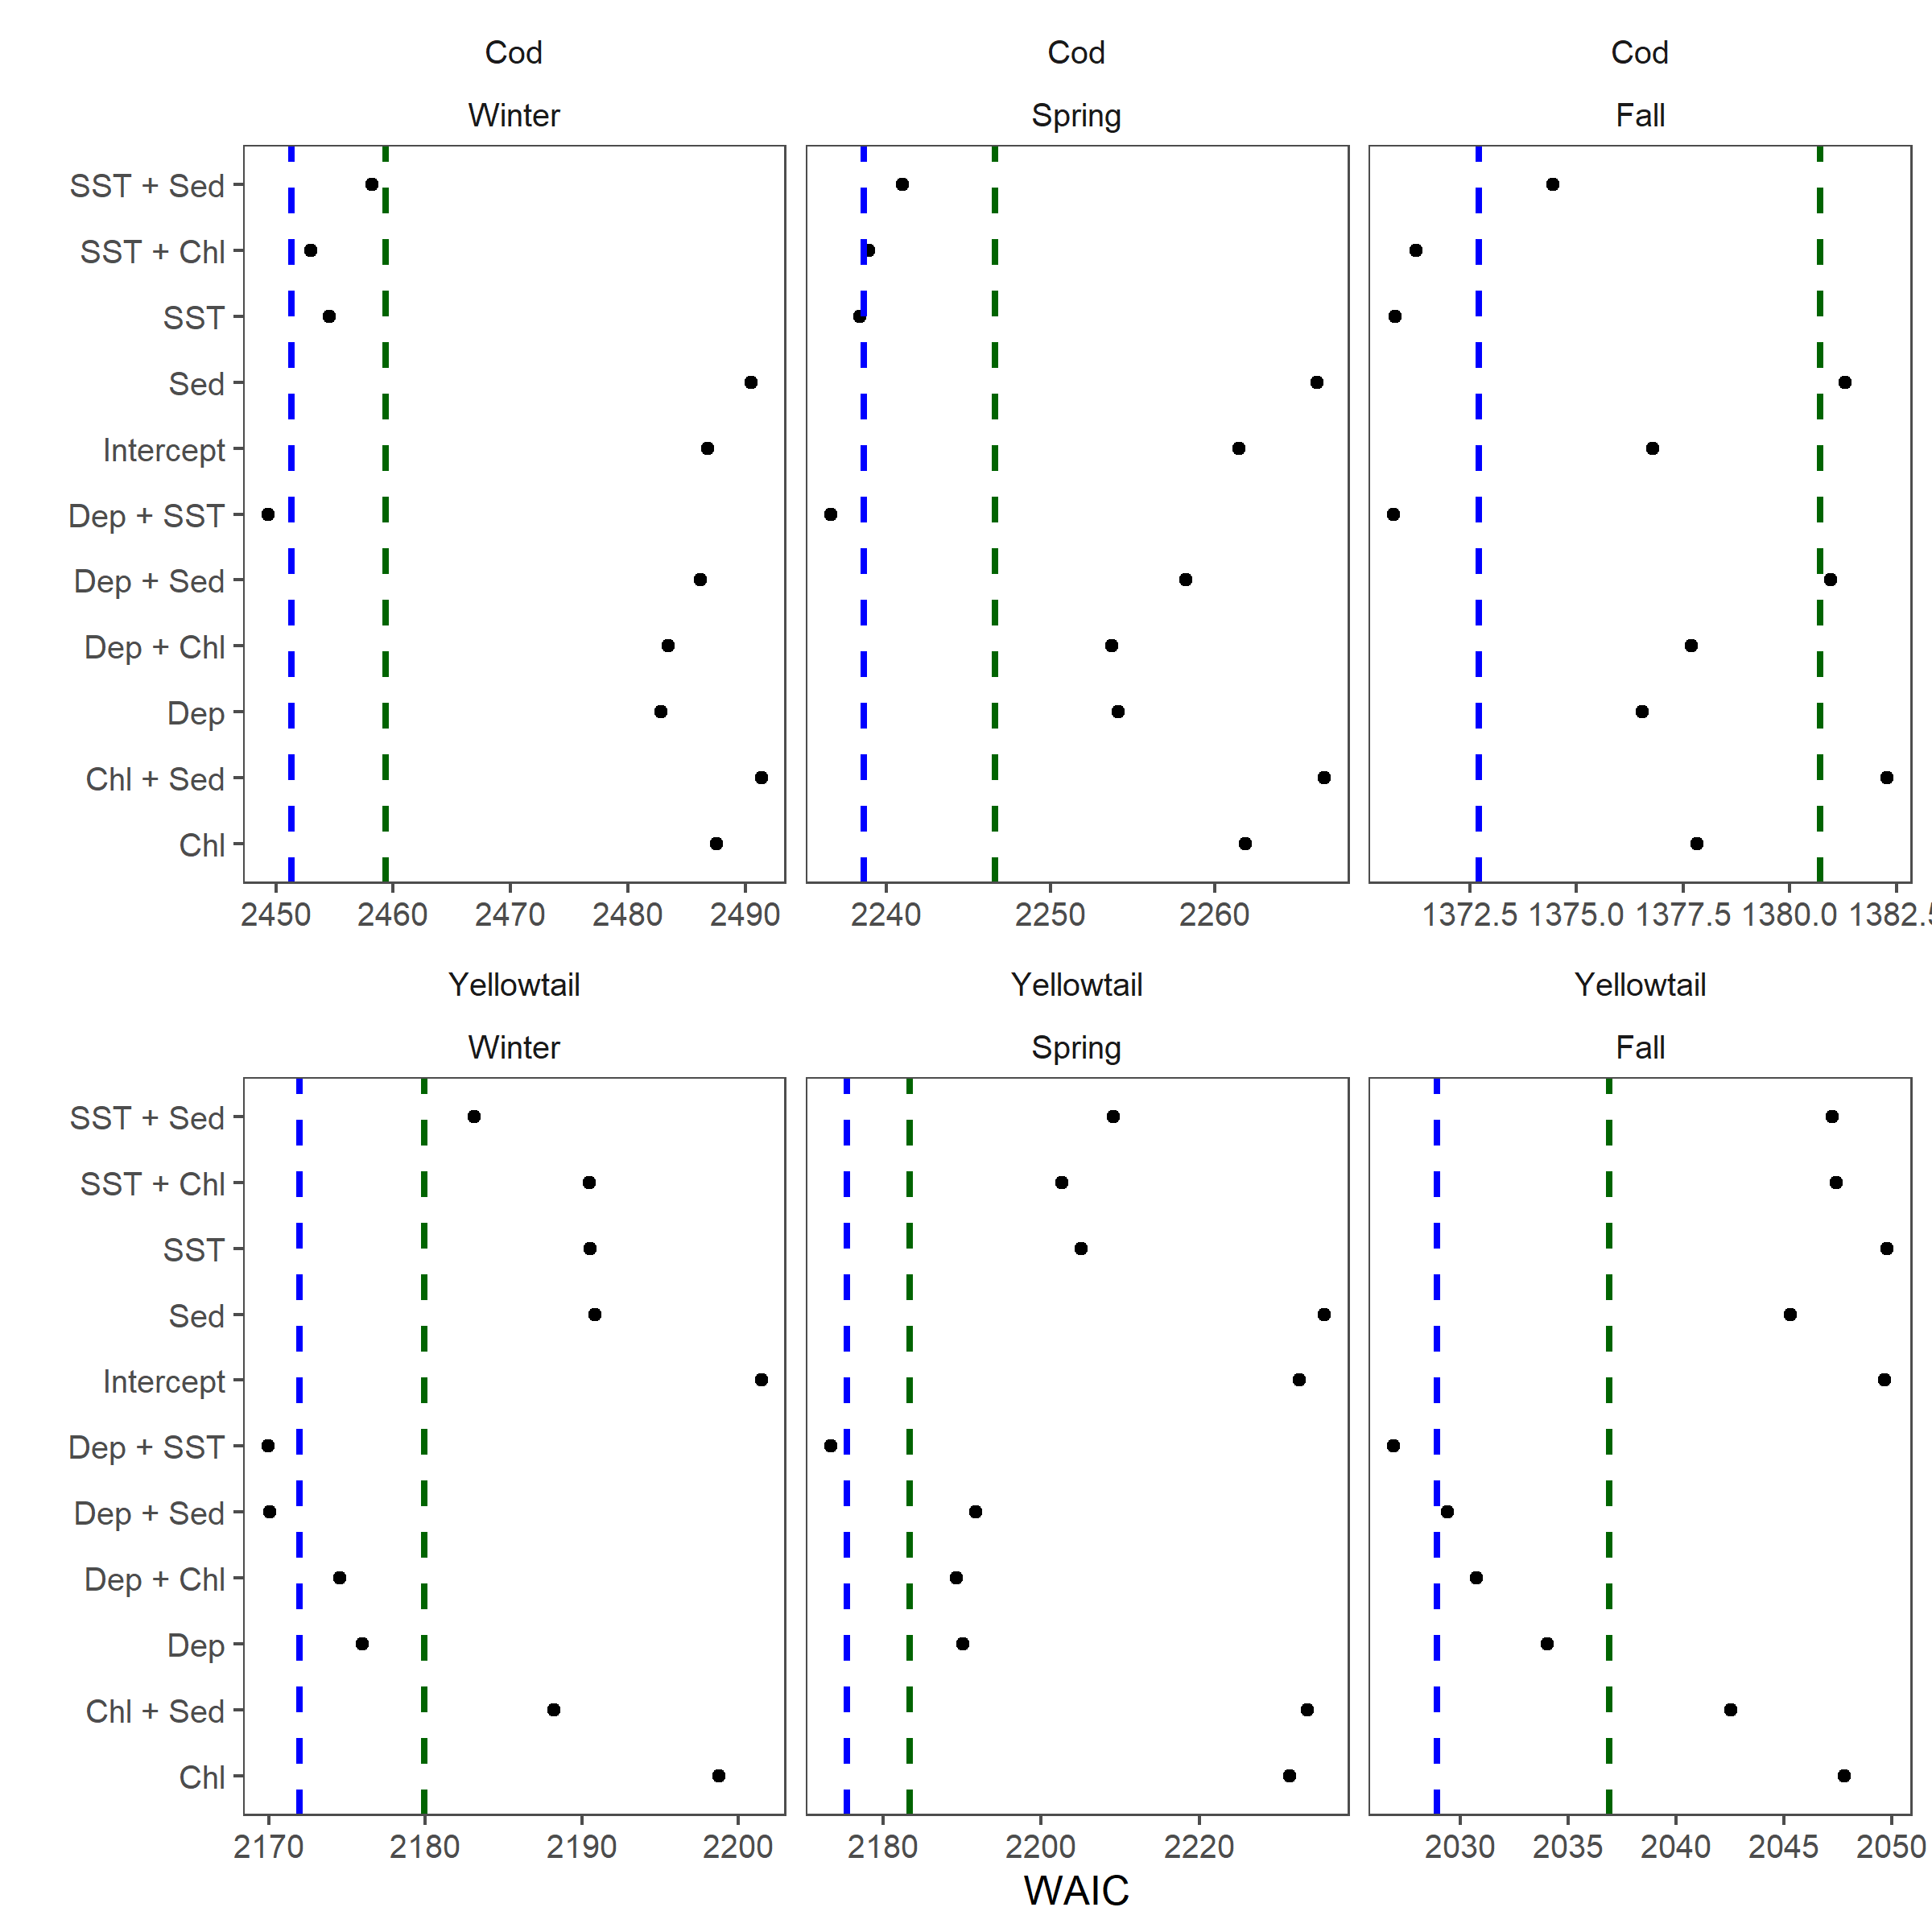 Cod Cod Cod
Winter Spring Fall
SST + Sed
SST + Chl
SST
Sed
Intercept
Dep + SST
Dep + Sed
Dep + Chl
Dep
Chl + Sed
Chl
2450 2460 2470 2480 2490 2240 2250 2260 1372.5 1375.0 1377.5 1380.0 1382.5
Yellowtail Yellowtail Yellowtail
Winter Spring Fall
SST + Sed
SST + Chl
SST
Sed
Intercept
Dep + SST
Dep + Sed
Dep + Chl
Dep
Chl + Sed
Chl
2170 2180 2190 2200 2180 2200 2220 2030 2035 2040 2045 2050
WAIC